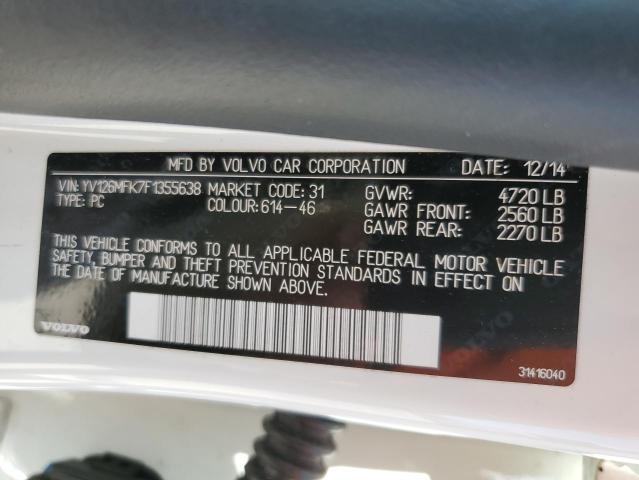 MFD BY VOLVO CAR CORPORATION DATE: 12/14
VIN: YV126MFK7F1355638 MARKET CODE: 31 GVWR: 4720 LB
TYPE: PC COLOUR: 614-46 GAWR FRONT: 2560 LB
GAWR REAR: 2270 LB
THIS VEHICLE CONFORMS TO ALL APPLICABLE FEDERAL MOTOR VEHICLE
SAFETY, BUMPER AND THEFT PREVENTION STANDARDS IN EFFECT ON
THE DATE OF MANUFACTURE SHOWN ABOVE.
VOLVO
31416040